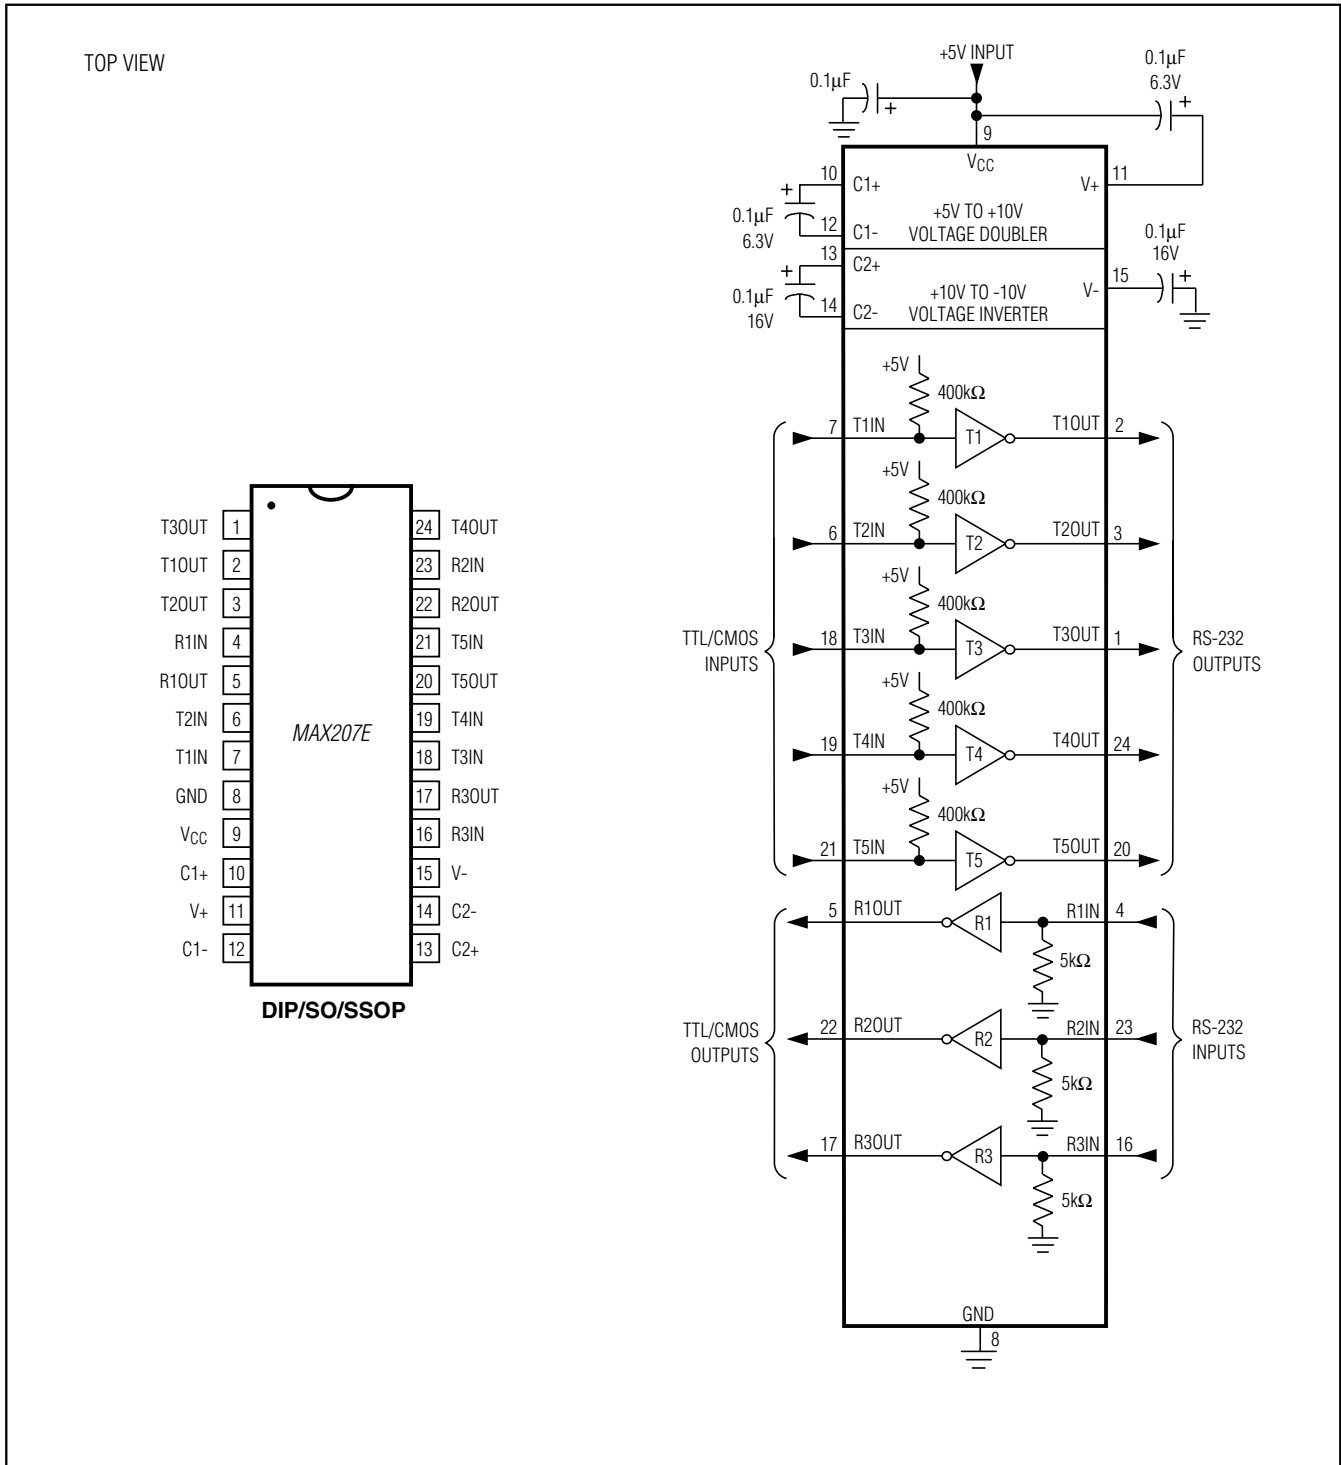 TOP VIEW
+5V INPUT
0.1µF
+
0.1µF
6.3V
+
9
VCC
10
C1+
V+
11
+
0.1µF
6.3V
12
C1-
+5V TO +10V
VOLTAGE DOUBLER
13
C2+
+
0.1µF
16V
14
C2-
+10V TO -10V
VOLTAGE INVERTER
V-
15
0.1µF
16V
+
+5V
400kΩ
7
T1IN
T1
T1OUT
2
+5V
400kΩ
6
T2IN
T2
T2OUT
3
+5V
400kΩ
18
T3IN
T3
T3OUT
1
+5V
400kΩ
19
T4IN
T4
T4OUT
24
+5V
400kΩ
21
T5IN
T5
T5OUT
20
TTL/CMOS
INPUTS
RS-232
OUTPUTS
5
R1OUT
R1
R1IN
4
5kΩ
22
R2OUT
R2
R2IN
23
5kΩ
17
R3OUT
R3
R3IN
16
5kΩ
TTL/CMOS
OUTPUTS
RS-232
INPUTS
GND
8
T3OUT 1
T1OUT 2
T2OUT 3
R1IN 4
R1OUT 5
T2IN 6
T1IN 7
GND 8
VCC 9
C1+ 10
V+ 11
C1- 12
MAX207E
24 T4OUT
23 R2IN
22 R2OUT
21 T5IN
20 T5OUT
19 T4IN
18 T3IN
17 R3OUT
16 R3IN
15 V-
14 C2-
13 C2+
DIP/SO/SSOP